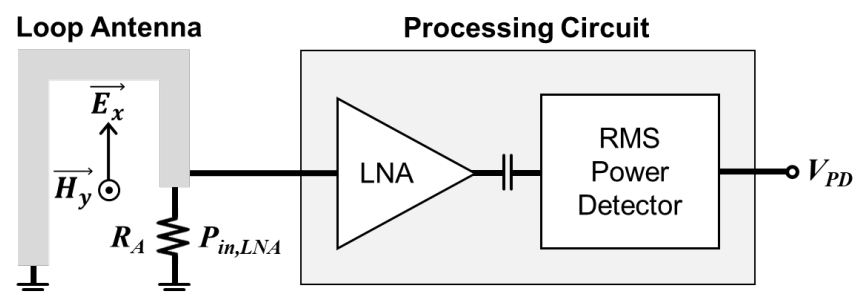 Loop Antenna
Processing Circuit
E_x
H_y
R_A P_in,LNA
LNA
RMS
Power
Detector
V_PD